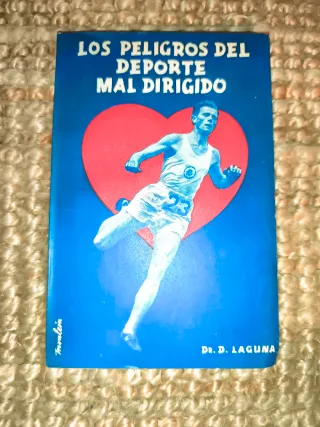 LOS PELIGROS DEL
DEPORTE
MAL DIRIGIDO
23
DR. D. LAGUNA